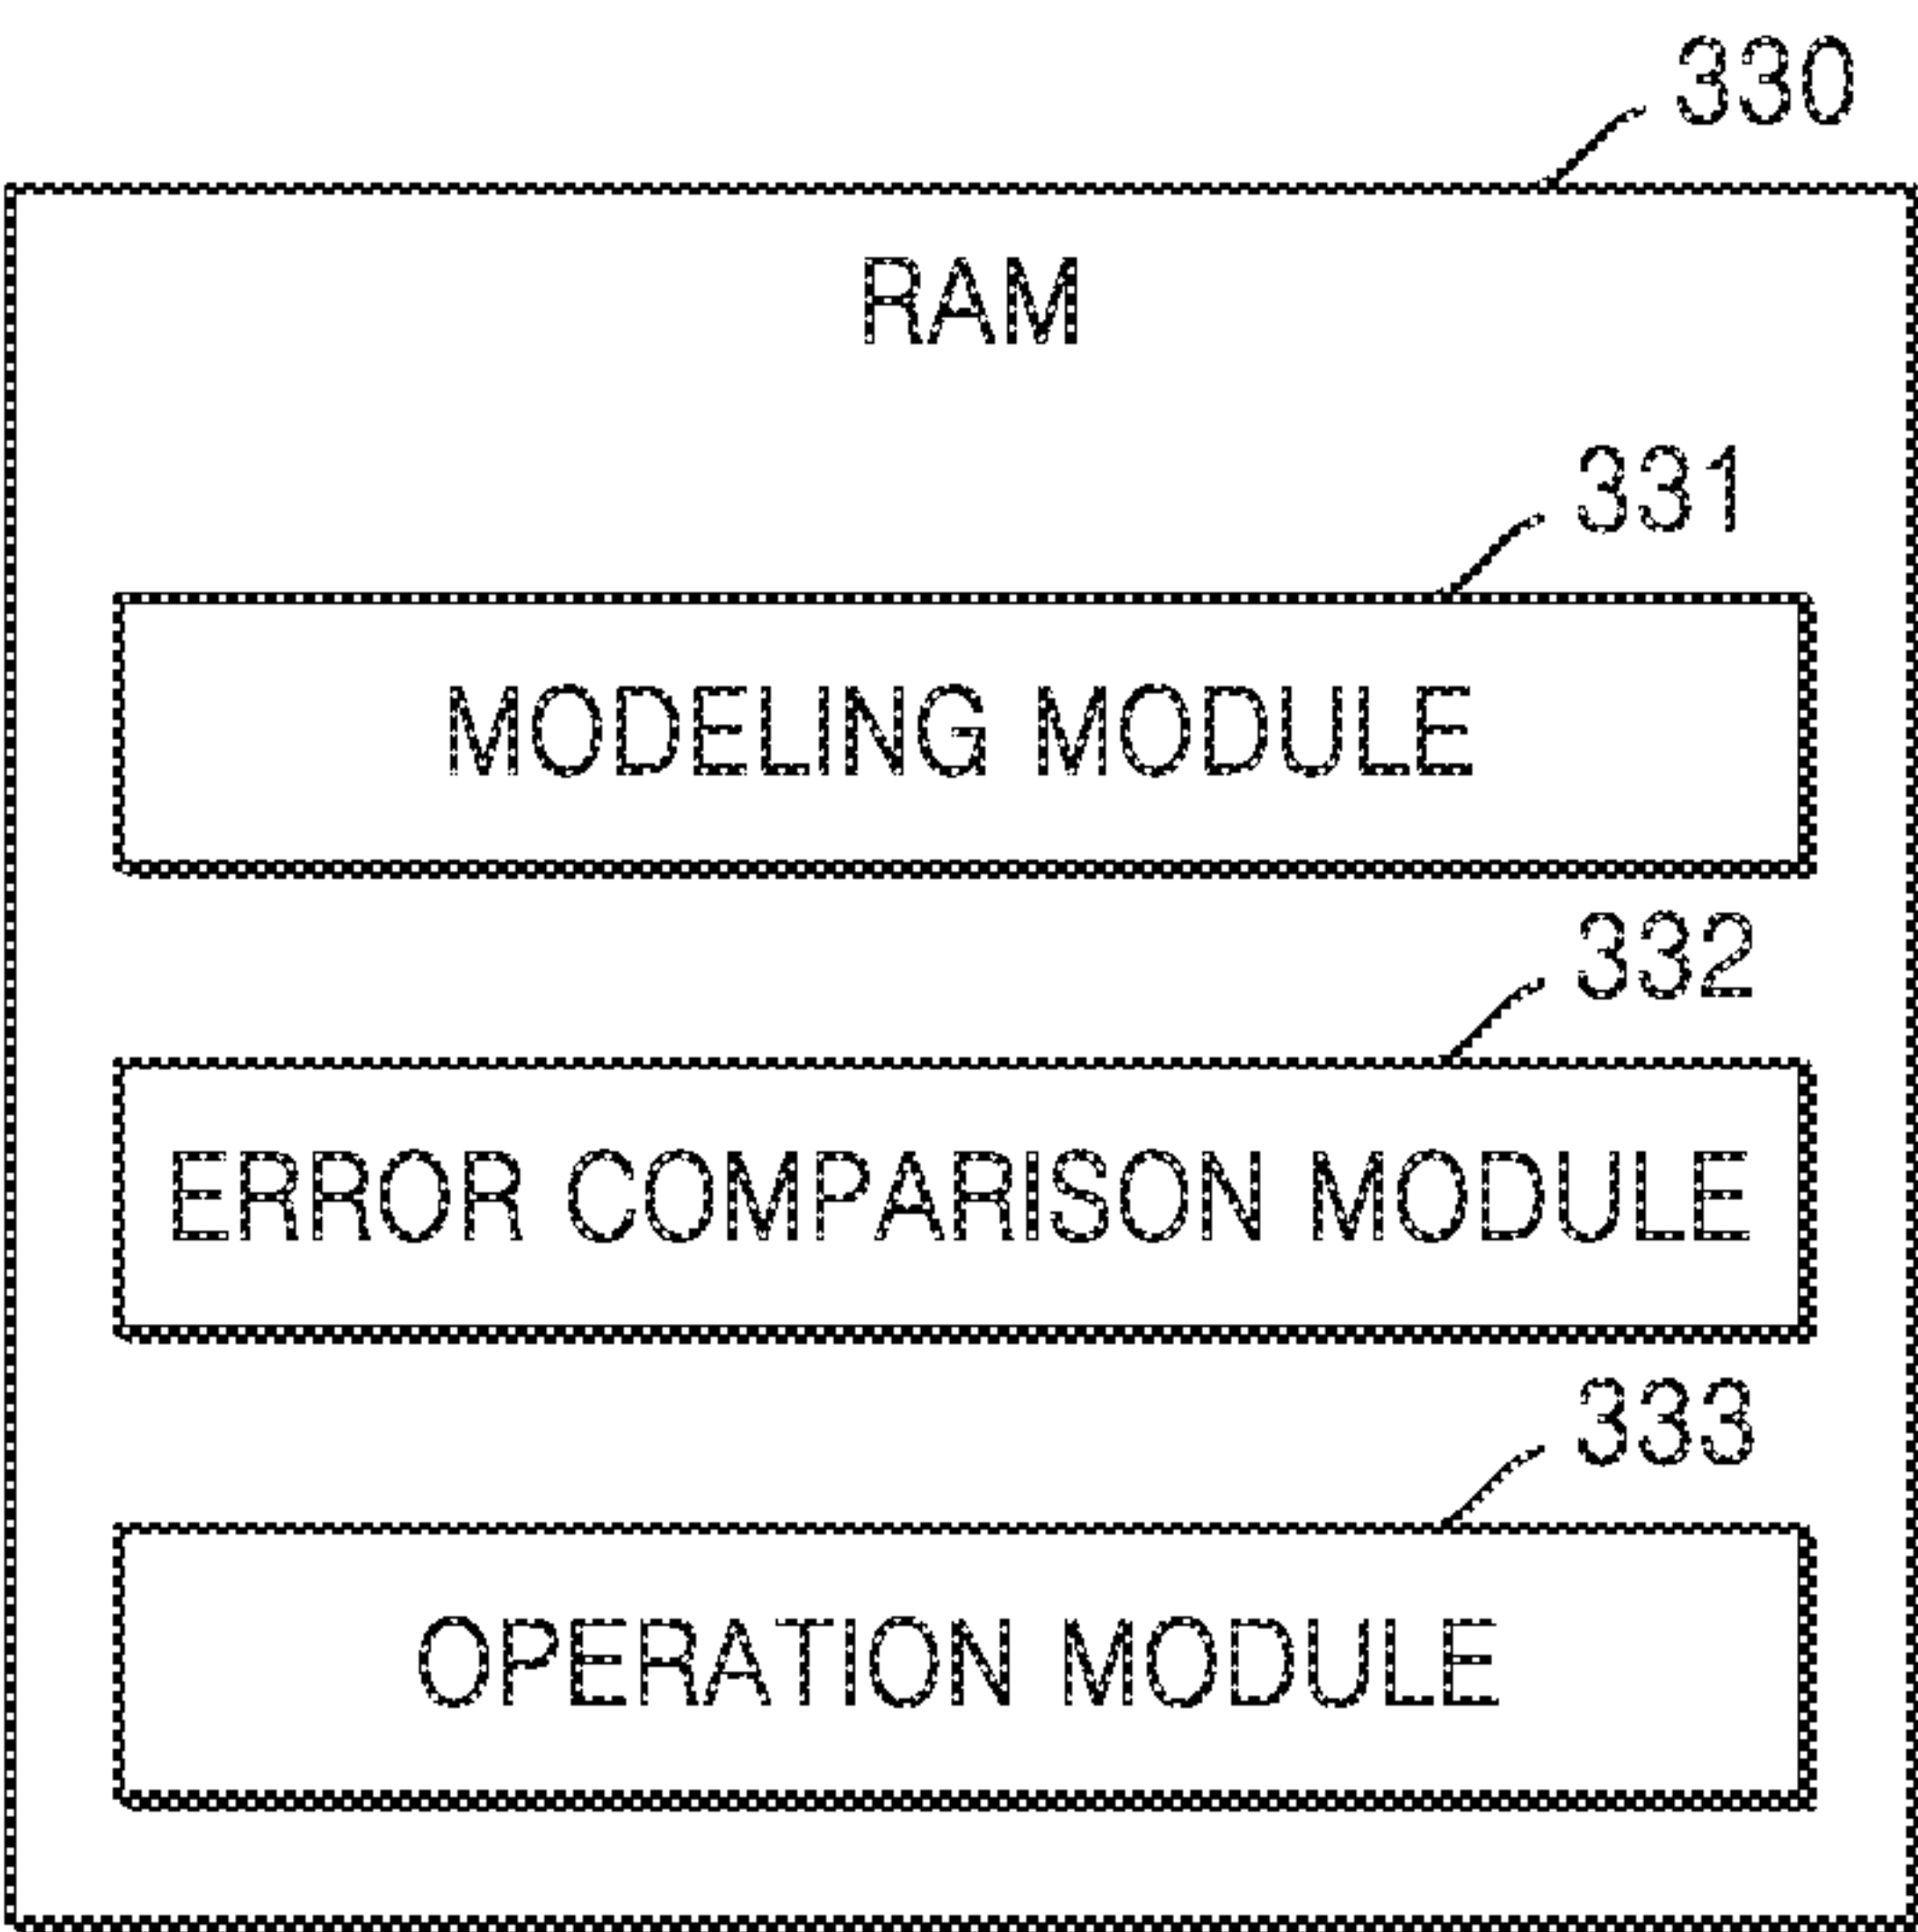 330
RAM
331
MODELING MODULE
332
ERROR COMPARISON MODULE
333
OPERATION MODULE